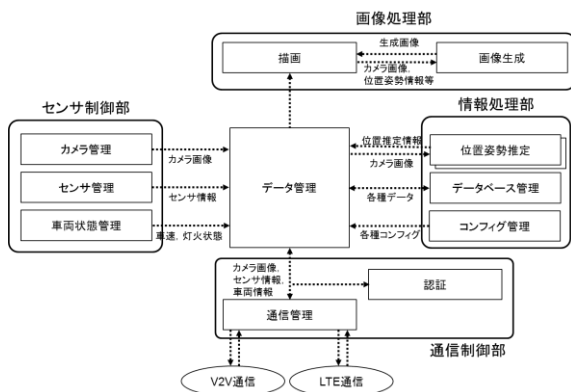 画像処理部
生成画像
描画
画像生成
カメラ画像,
位置姿勢情報等
センサ制御部
情報処理部
カメラ管理
カメラ画像
センサ管理
センサ情報
車両状態管理
車速, 灯火状態
データ管理
位置推定情報
カメラ画像
位置姿勢推定
各種データ
データベース管理
各種コンフィグ
コンフィグ管理
カメラ画像,
センサ情報,
車両情報
認証
通信管理
通信制御部
V2V通信
LTE通信